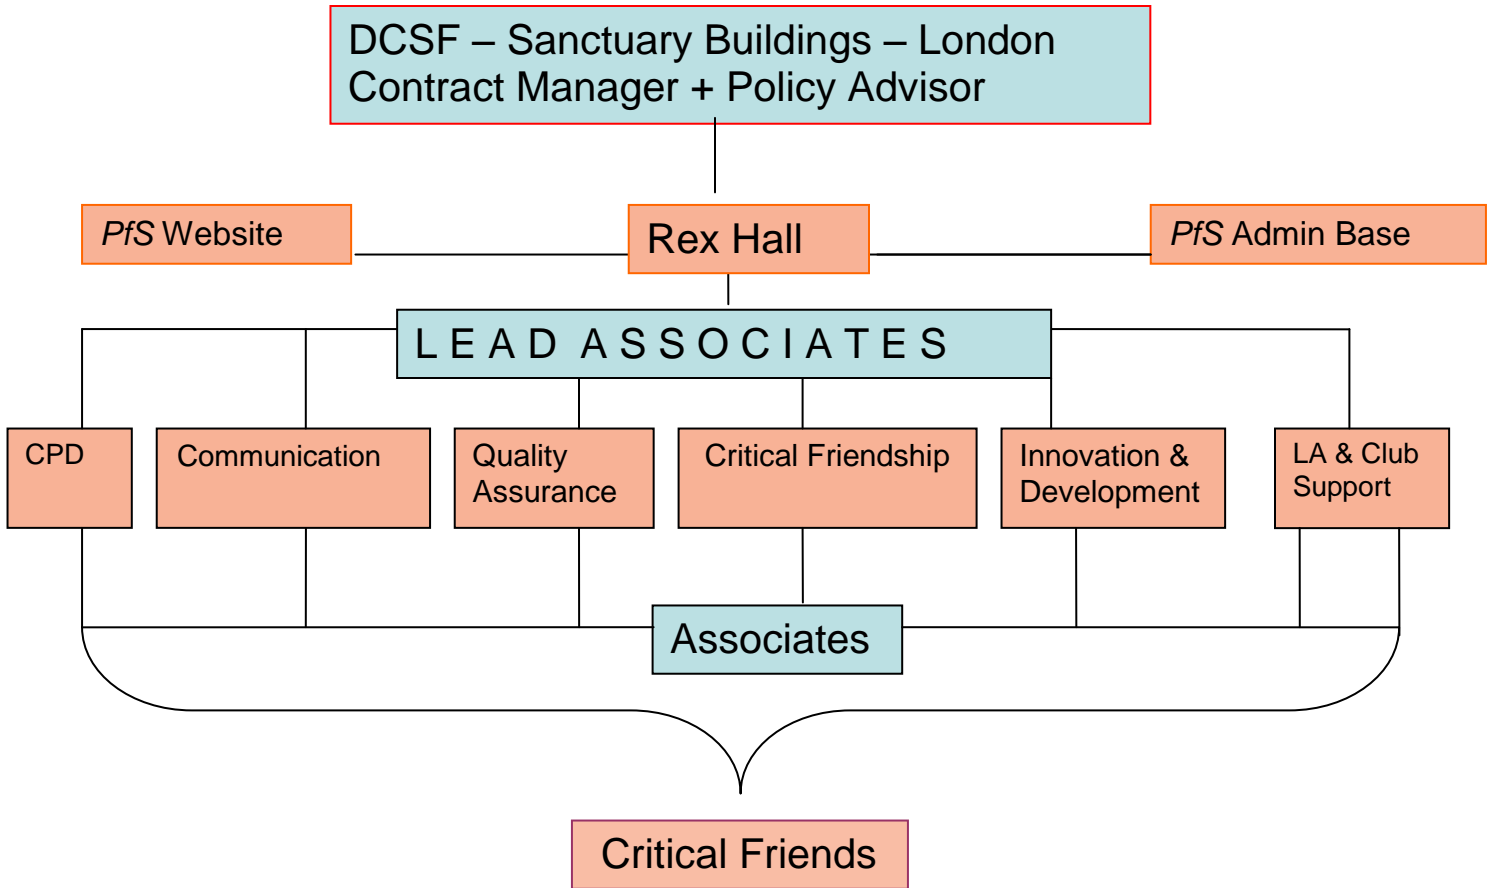 DCSF – Sanctuary Buildings – London
Contract Manager + Policy Advisor
PfS Website
Rex Hall
PfS Admin Base
L E A D A S S O C I A T E S
CPD
Communication
Quality
Assurance
Critical Friendship
Innovation &
Development
LA & Club
Support
Associates
Critical Friends